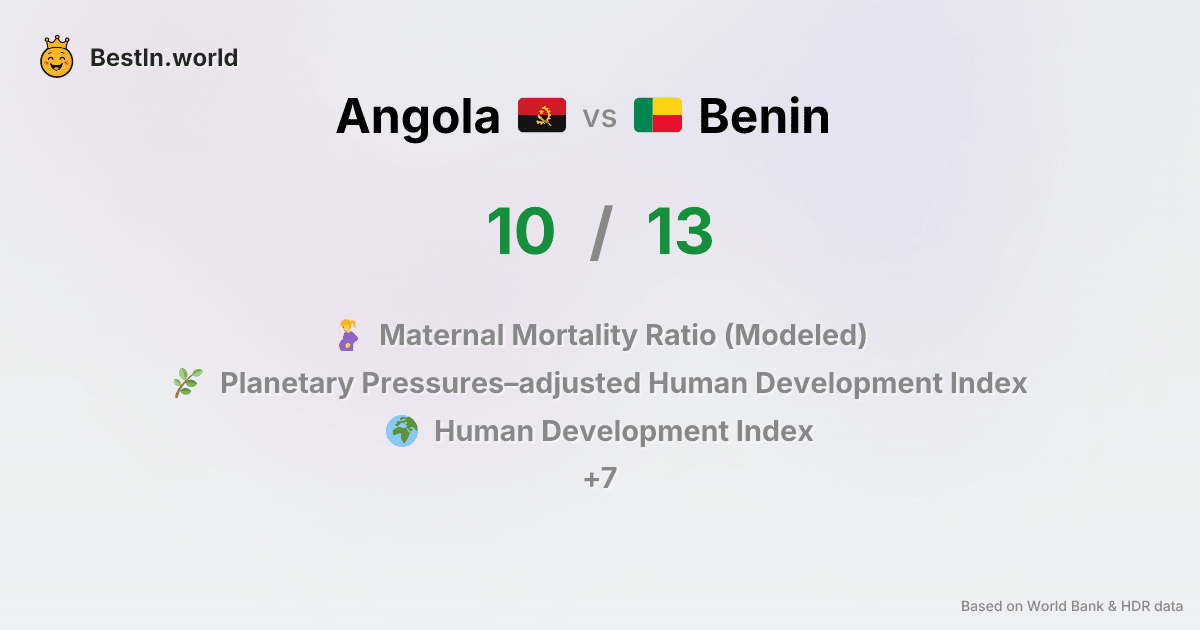 BestIn.world
Angola vs Benin
10 / 13
Maternal Mortality Ratio (Modeled)
Planetary Pressures–adjusted Human Development Index
Human Development Index
+7
Based on World Bank & HDR data